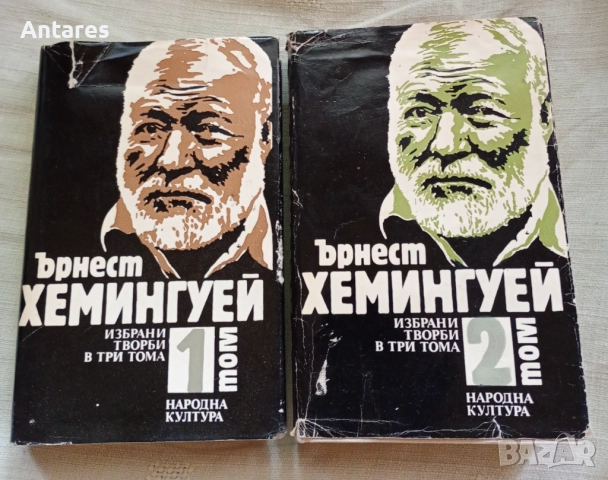 Antares
Ърнест
ХЕМИНГУЕЙ
ИЗБРАНИ
ТВОРБИ
В ТРИ ТОМА
1
том
НАРОДНА
КУЛТУРА
Ърнест
ХЕМИНГУЕЙ
ИЗБРАНИ
ТВОРБИ
В ТРИ ТОМА
2
том
НАРОДНА
КУЛТУРА
BAZAR